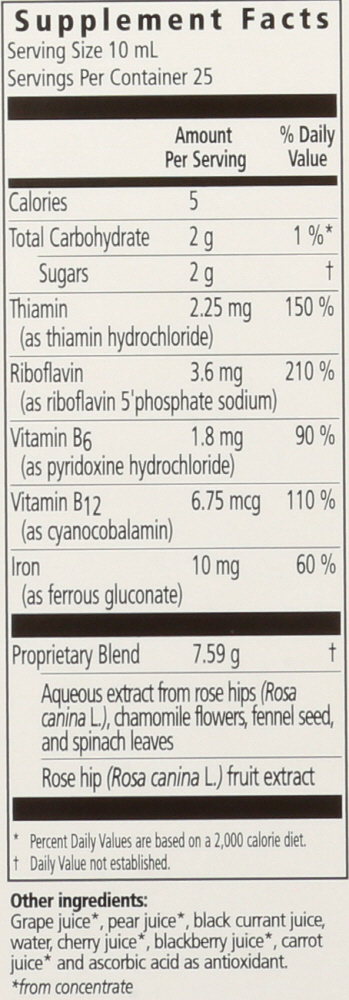 Supplement Facts
Serving Size 10 mL
Servings Per Container 25
Amount Per Serving % Daily Value
Calories 5
Total Carbohydrate 2 g 1 %*
Sugars 2 g †
Thiamin 2.25 mg 150 %
(as thiamin hydrochloride)
Riboflavin 3.6 mg 210 %
(as riboflavin 5'phosphate sodium)
Vitamin B6 1.8 mg 90 %
(as pyridoxine hydrochloride)
Vitamin B12 6.75 mcg 110 %
(as cyanocobalamin)
Iron 10 mg 60 %
(as ferrous gluconate)
Proprietary Blend 7.59 g †
Aqueous extract from rose hips (Rosa
canina L.), chamomile flowers, fennel seed,
and spinach leaves
Rose hip (Rosa canina L.) fruit extract
* Percent Daily Values are based on a 2,000 calorie diet.
† Daily Value not established.
Other ingredients:
Grape juice*, pear juice*, black currant juice,
water, cherry juice*, blackberry juice*, carrot
juice* and ascorbic acid as antioxidant.
*from concentrate